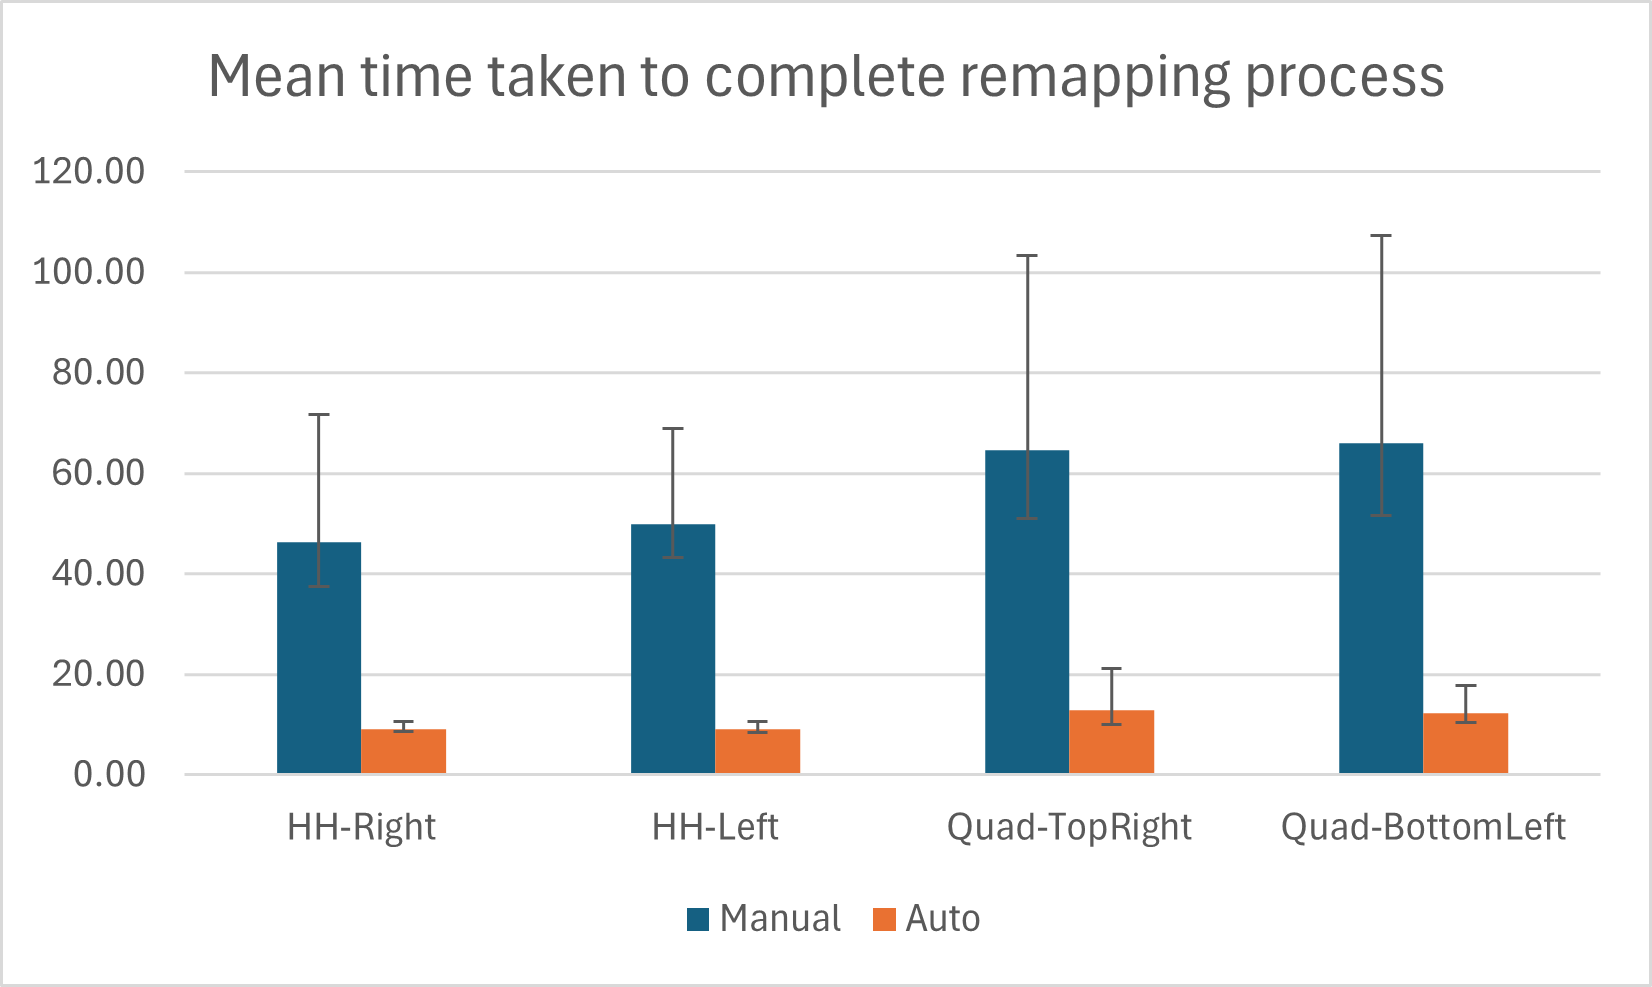 Mean time taken to complete remapping process
120.00
100.00
80.00
60.00
40.00
20.00
0.00
HH-Right HH-Left Quad-TopRight Quad-BottomLeft
Manual Auto